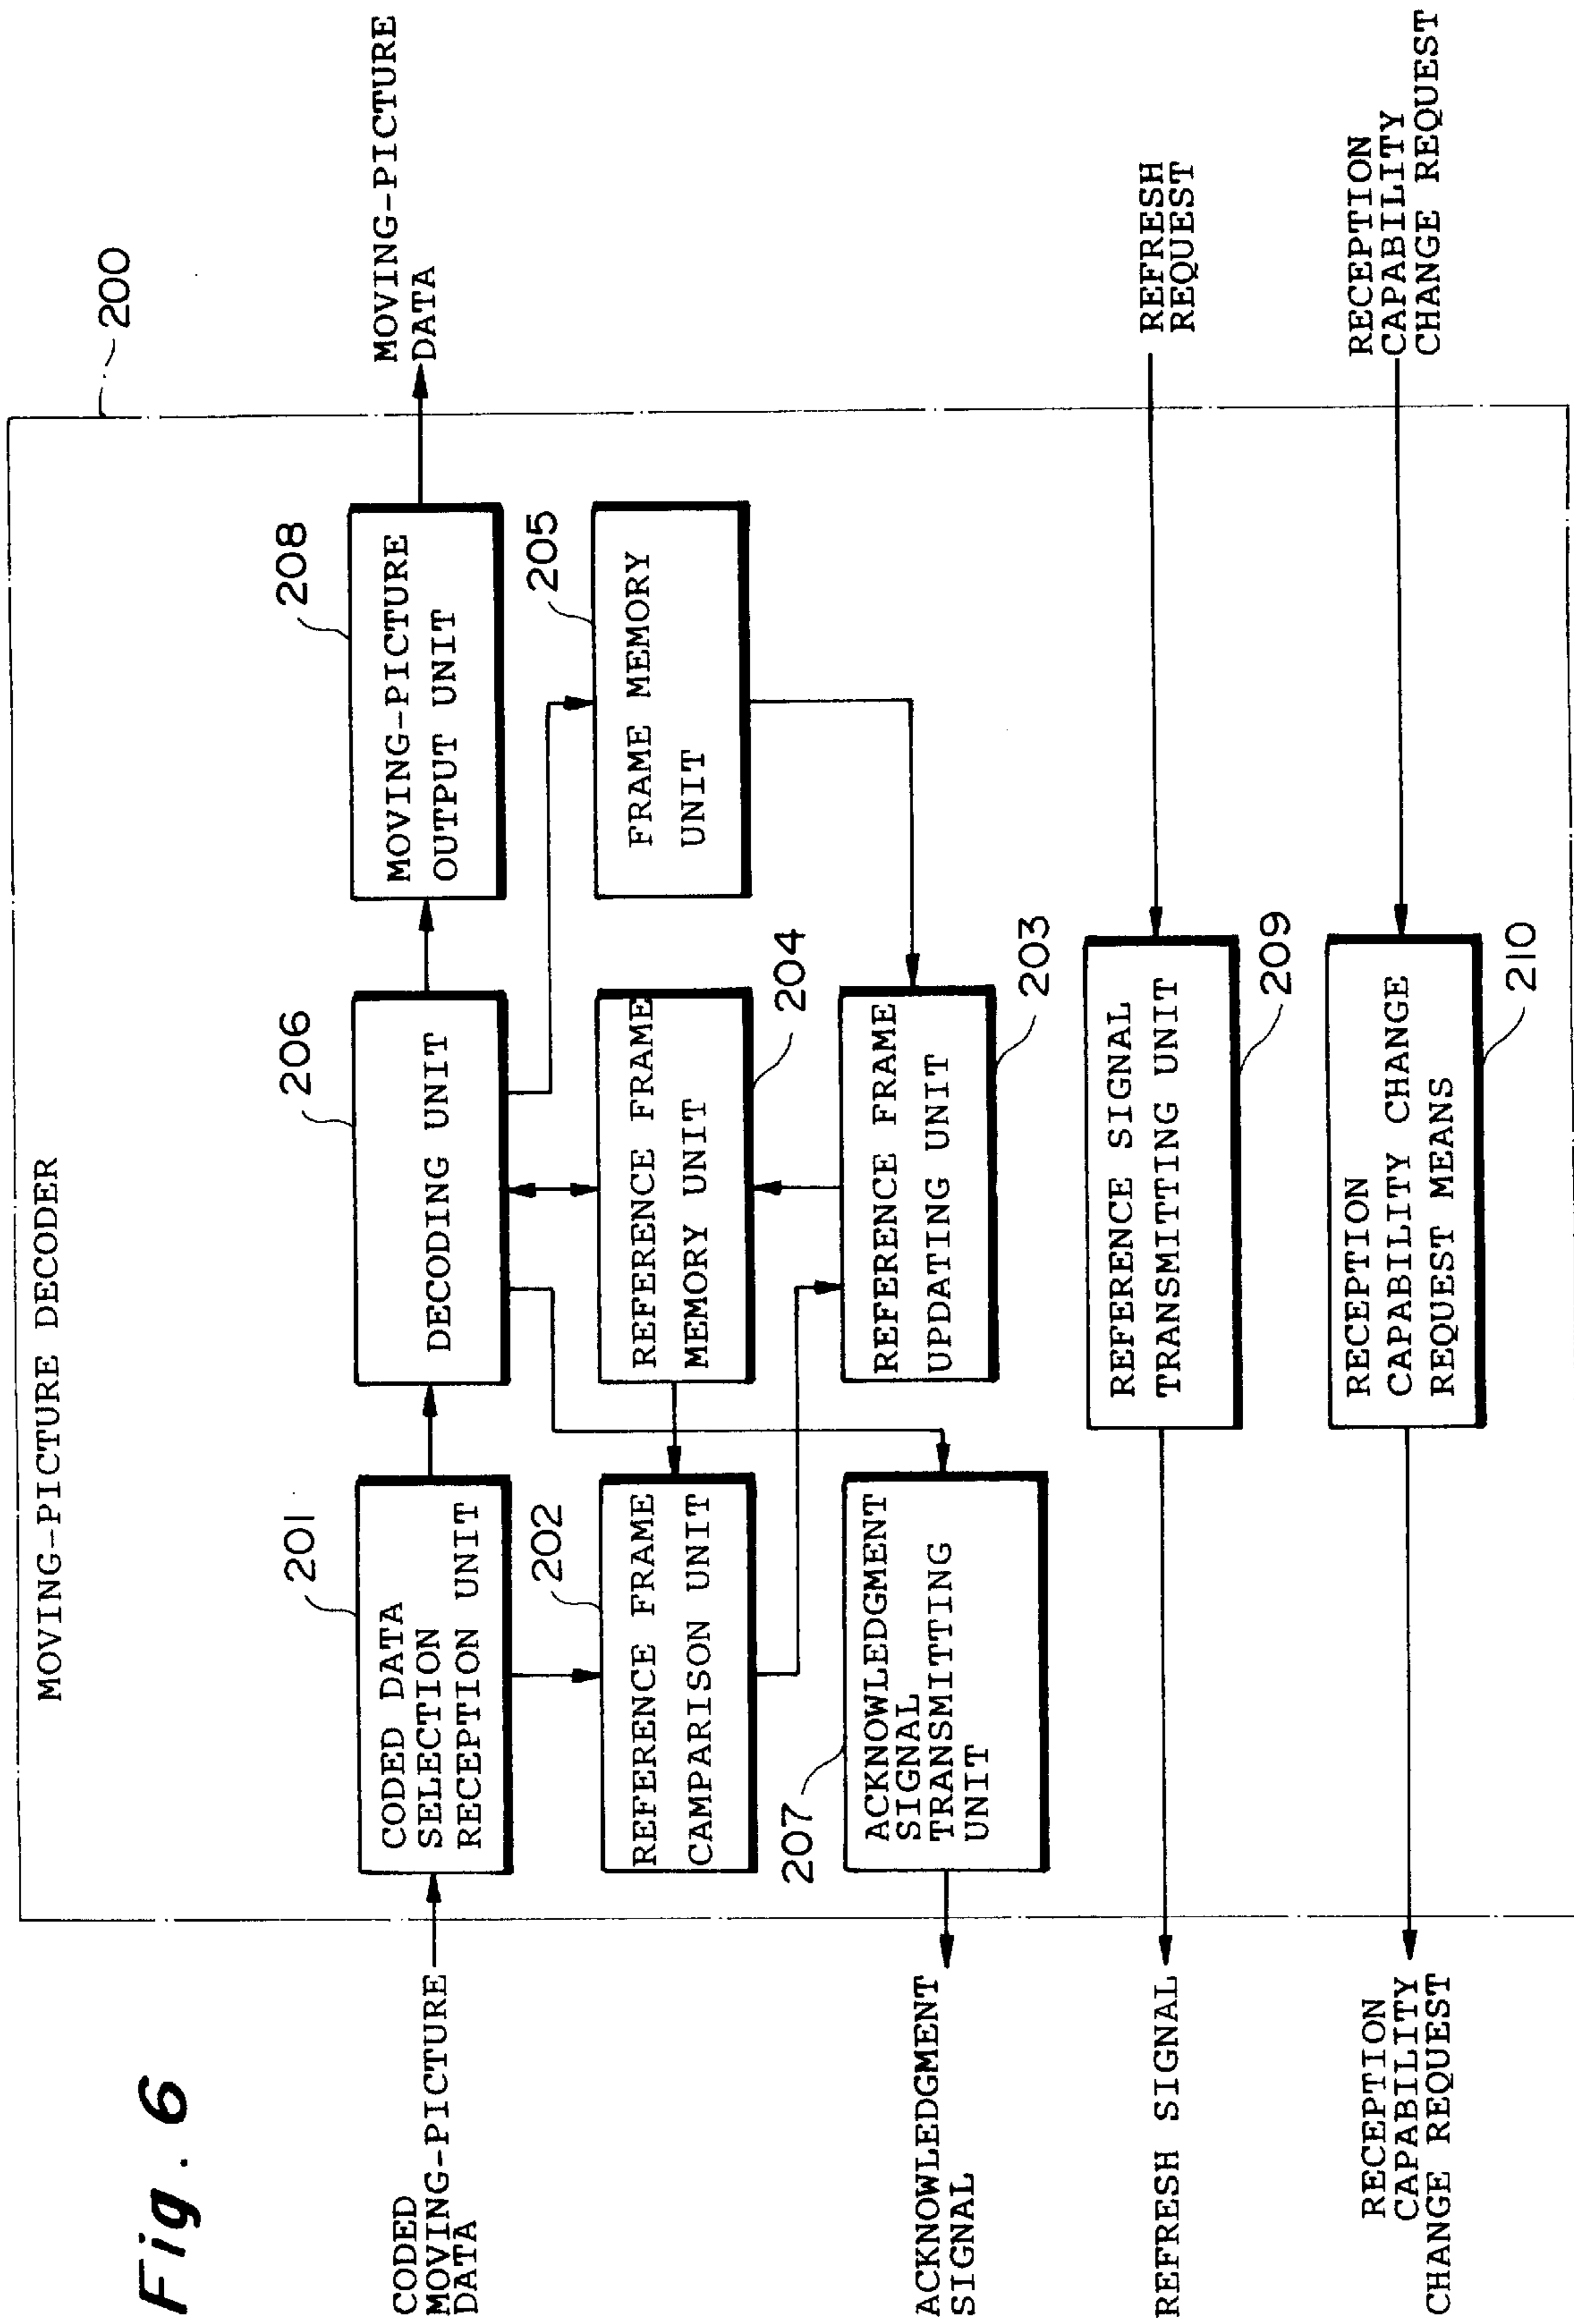 Fig. 6
MOVING-PICTURE DECODER
200
CODED
MOVING-PICTURE
DATA
201
CODED DATA
SELECTION
RECEPTION UNIT
206
DECODING UNIT
208
MOVING-PICTURE
OUTPUT UNIT
MOVING-PICTURE
DATA
202
REFERENCE FRAME
CAMPARISON UNIT
REFERENCE FRAME
MEMORY UNIT
204
205
FRAME MEMORY
UNIT
207
ACKNOWLEDGMENT
SIGNAL
TRANSMITTING
UNIT
REFERENCE FRAME
UPDATING UNIT
203
ACKNOWLEDGMENT
SIGNAL
REFRESH SIGNAL
REFERENCE SIGNAL
TRANSMITTING UNIT
209
REFRESH
REQUEST
RECEPTION
CAPABILITY
CHANGE REQUEST
RECEPTION
CAPABILITY CHANGE
REQUEST MEANS
210
RECEPTION
CAPABILITY
CHANGE REQUEST